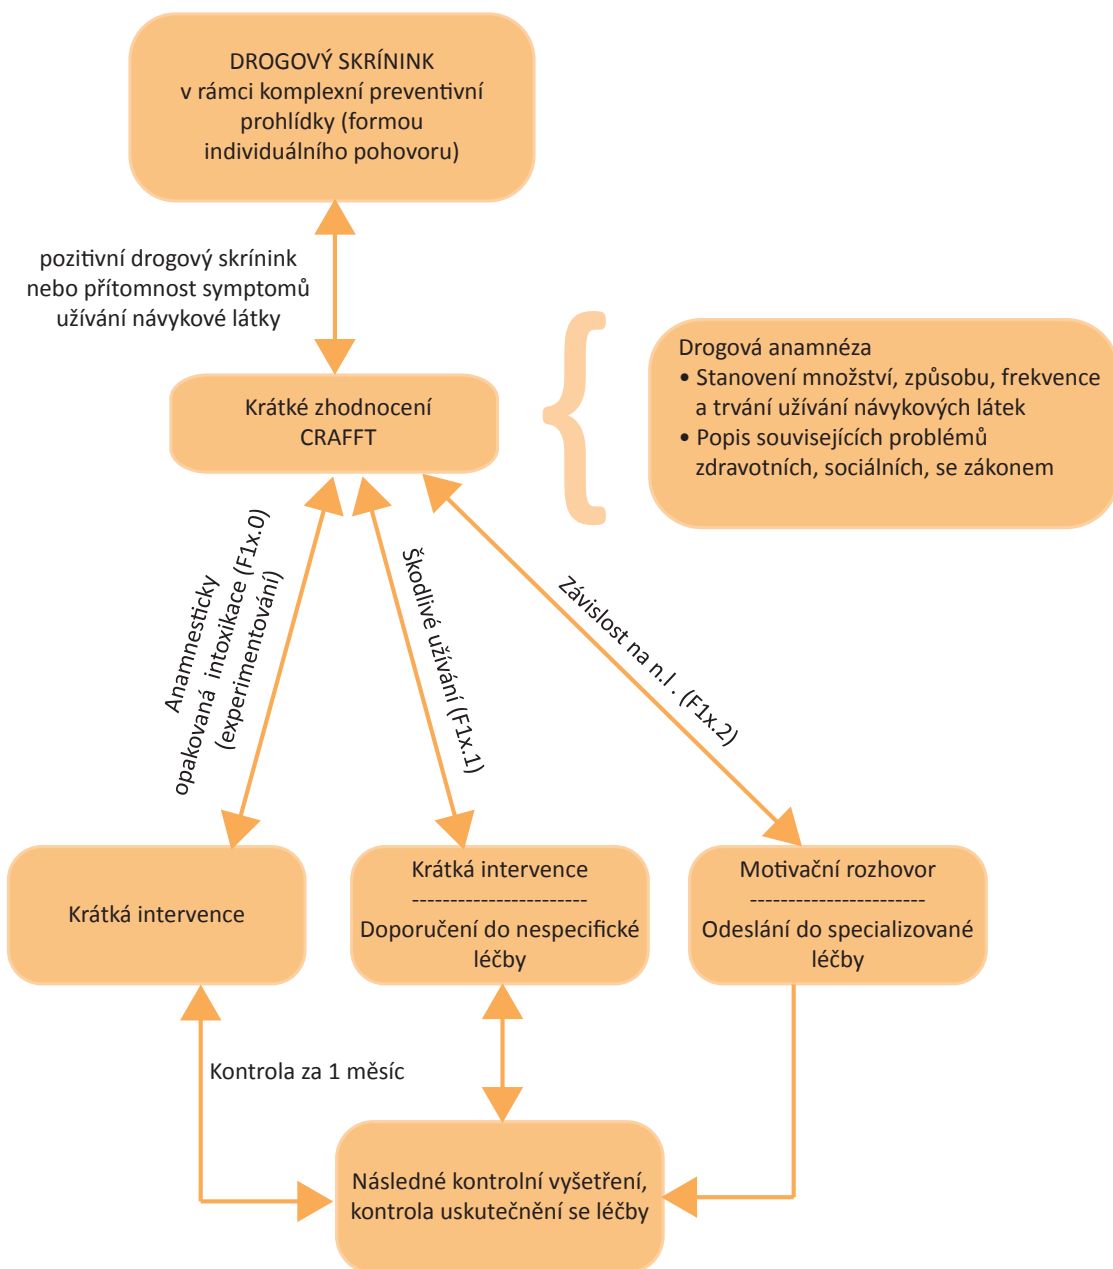 DROGOVÝ SKRÍNINK
v rámci komplexní preventivní
prohlídky (formou
individuálního pohovoru)
pozitivní drogový skrínink
nebo přítomnost symptomů
užívání návykové látky
Krátké zhodnocení
CRAFFT
Drogová anamnéza
• Stanovení množství, způsobu, frekvence
a trvání užívání návykových látek
• Popis souvisejících problémů
zdravotních, sociálních, se zákonem
Anamnesticky
opakovaná intoxikace (F1x.0)
(experimentování)
Škodlivé užívání (F1x.1)
Závislost na n.l . (F1x.2)
Krátká intervence
Krátká intervence
-----------------------
Doporučení do nespecifické
léčby
Motivační rozhovor
-----------------------
Odeslání do specializované
léčby
Kontrola za 1 měsíc
Následné kontrolní vyšetření,
kontrola uskutečnění se léčby